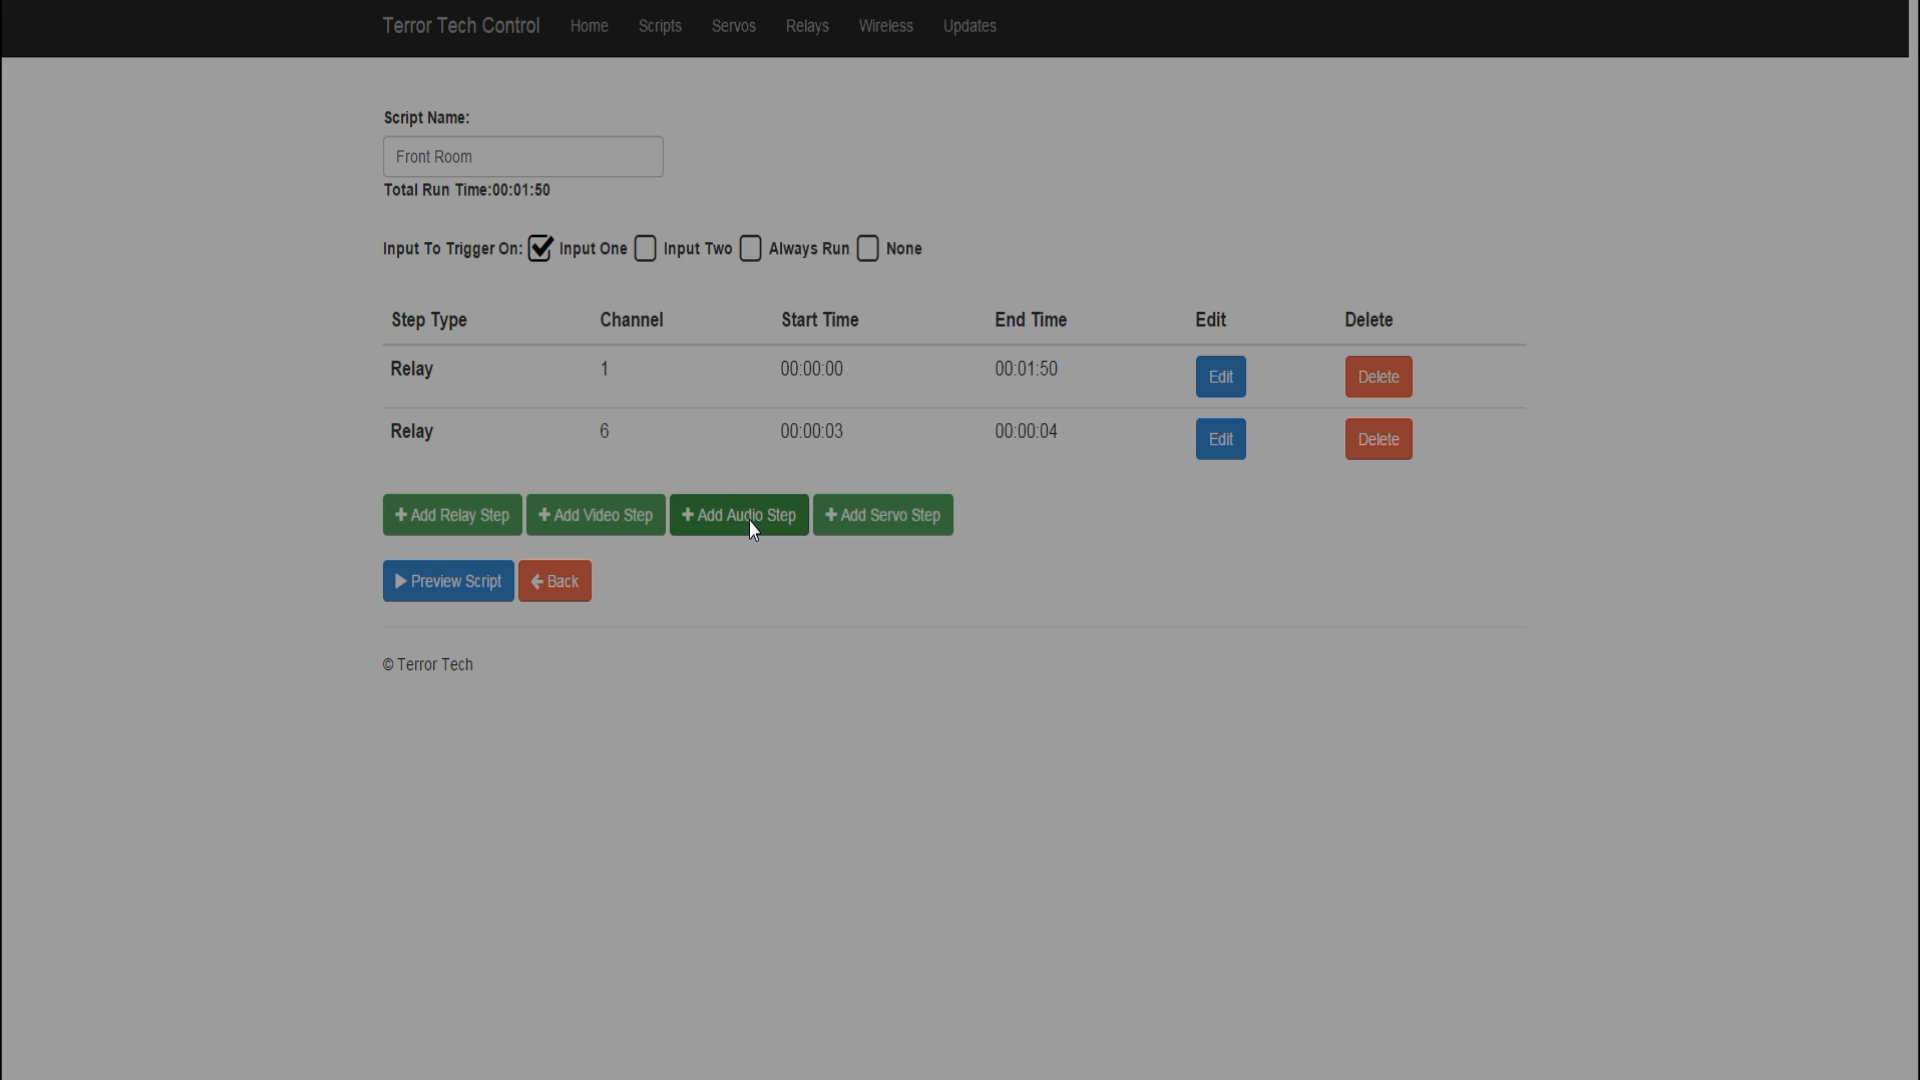 Terror Tech Control Home Scripts Servos Relays Wireless Updates
Script Name:
Front Room
Total Run Time:00:01:50
Input To Trigger On: Input One Input Two Always Run None
Step Type Channel Start Time End Time Edit Delete
Relay 1 00:00:00 00:01:50 Edit Delete
Relay 6 00:00:03 00:00:04 Edit Delete
Add Relay Step Add Video Step Add Audio Step Add Servo Step
Preview Script Back
© Terror Tech